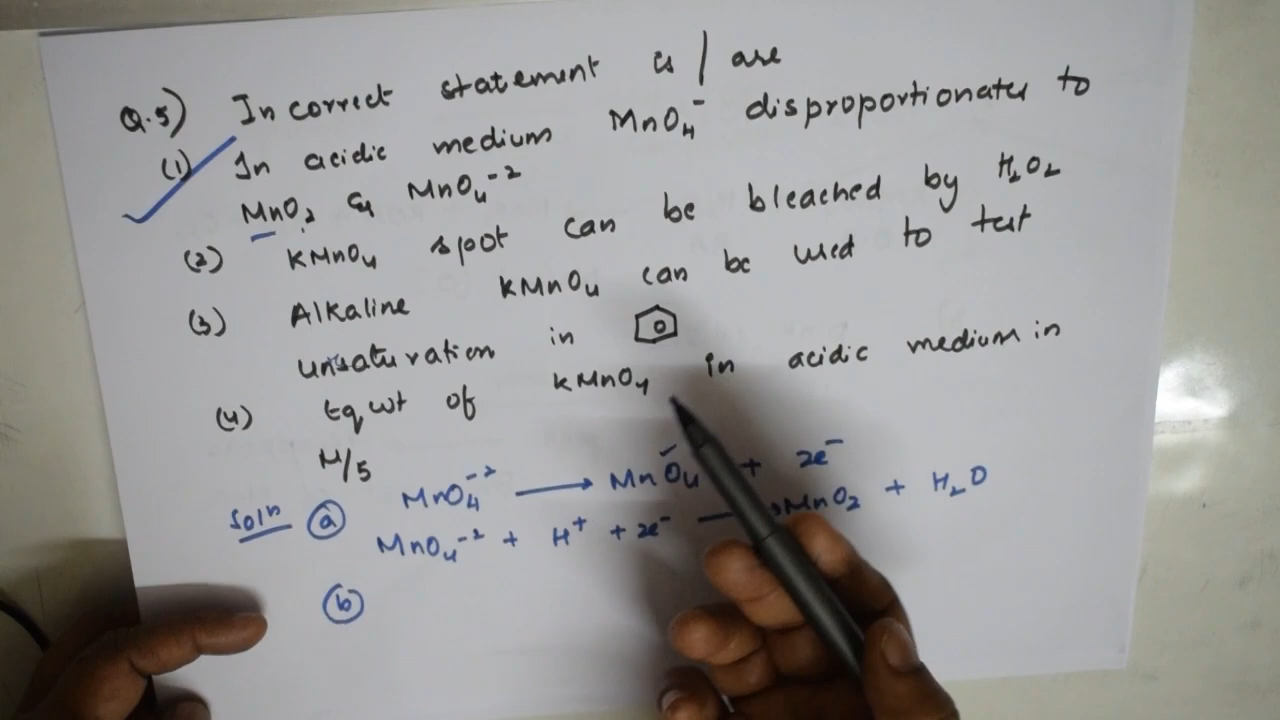 Q.5) Incorrect statement is / are
(1) In acidic medium MnO₄⁻ disproportionates to
MnO₂ & MnO₄⁻²
(2) KMnO₄ spot can be bleached by H₂O₂
(3) Alkaline KMnO₄ can be used to test
unsaturation in
(4) Eq wt of KMnO₄ in acidic medium in
M/5
Soln (a) MnO₄⁻² → MnO₄ + 2e⁻
MnO₄⁻² + H⁺ + 2e⁻ → MnO₂ + H₂O
(b)